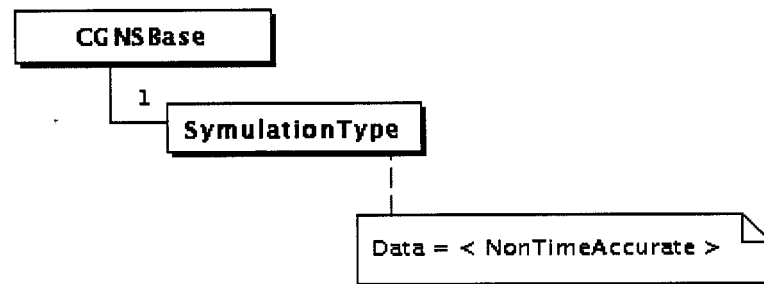 CGNSBase
1
SymulationType
Data = < NonTimeAccurate >